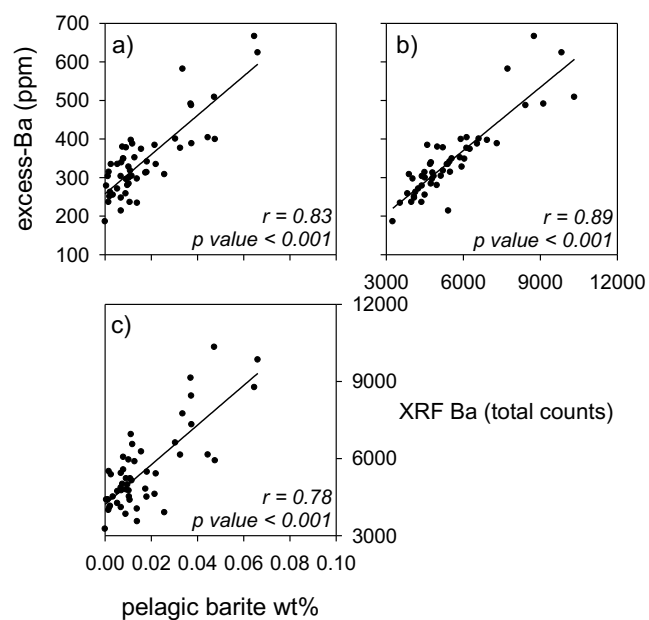 700
600
500
400
300
200
100
excess-Ba (ppm)
a)
r = 0.83
p value < 0.001
b)
r = 0.89
p value < 0.001
3000 6000 9000 12000
c)
r = 0.78
p value < 0.001
12000
9000
6000
3000
XRF Ba (total counts)
0.00 0.02 0.04 0.06 0.08 0.10
pelagic barite wt%